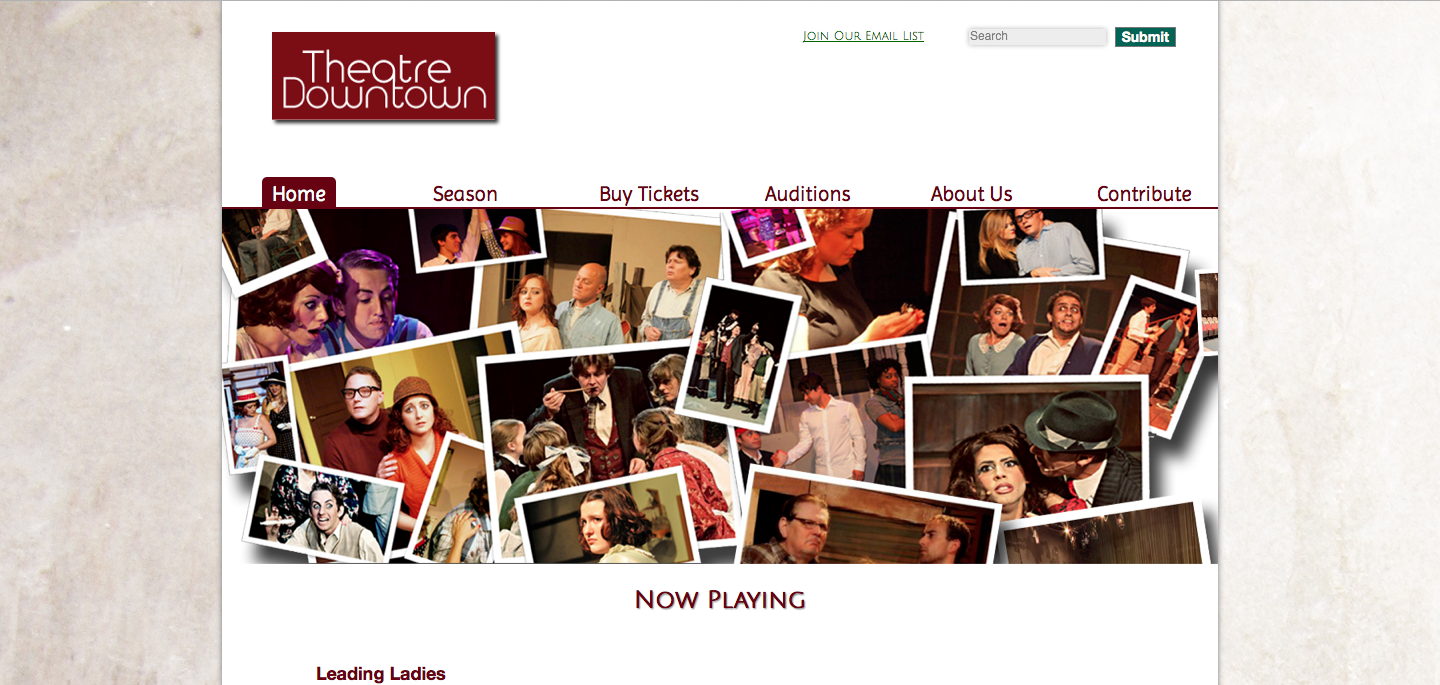 Theatre
Downtown
Join Our Email List
Search
Submit
Home
Season
Buy Tickets
Auditions
About Us
Contribute
Now Playing
Leading Ladies